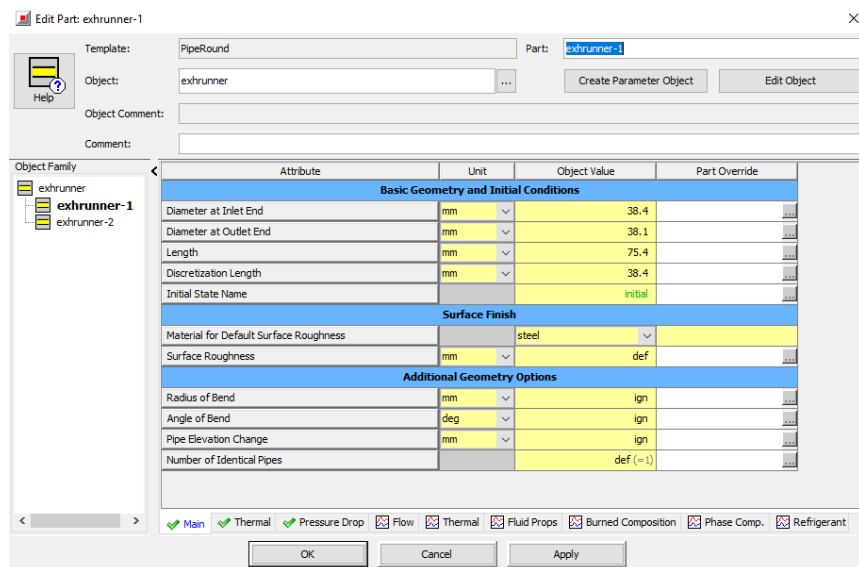 Edit Part: exhrunner-1
Template: PipeRound Part: exhrunner-1
Help
Object: exhrunner ... Create Parameter Object Edit Object
Object Comment:
Comment:
Object Family
exhrunner
exhrunner-1
exhrunner-2
Attribute Unit Object Value Part Override
Basic Geometry and Initial Conditions
Diameter at Inlet End mm 38.4 ...
Diameter at Outlet End mm 38.1 ...
Length mm 75.4 ...
Discretization Length mm 38.4 ...
Initial State Name initial ...
Surface Finish
Material for Default Surface Roughness steel
Surface Roughness mm def ...
Additional Geometry Options
Radius of Bend mm ign ...
Angle of Bend deg ign ...
Pipe Elevation Change mm ign ...
Number of Identical Pipes def (=1) ...
Main Thermal Pressure Drop Flow Thermal Fluid Props Burned Composition Phase Comp. Refrigerant
OK Cancel Apply